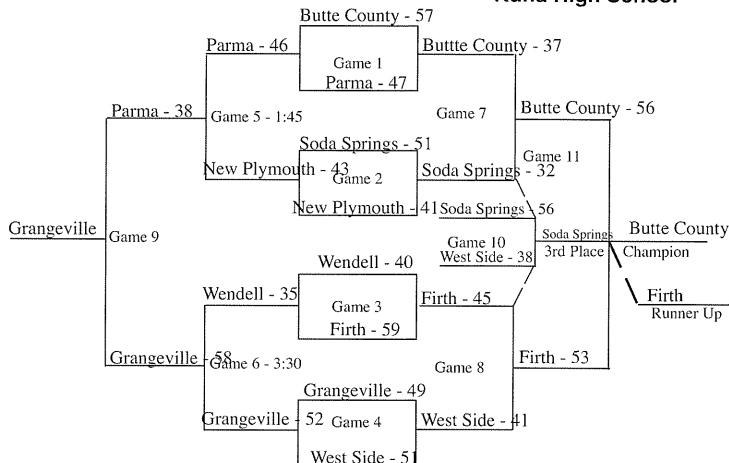 Kuna High School
Butte County - 57
Parma - 46
Buttte County - 37
Game 1
Parma - 47
Parma - 38
Game 5 - 1:45
Game 7
Butte County - 56
Soda Springs - 51
New Plymouth - 43
Game 2
Soda Springs - 32
Game 11
New Plymouth - 41
Soda Springs - 56
Grangeville
Game 9
Game 10
Soda Springs
Butte County
West Side - 38
3rd Place
Champion
Wendell - 40
Wendell - 35
Game 3
Firth - 45
Firth
Firth - 59
Runner Up
Grangeville - 58
Game 6 - 3:30
Game 8
Firth - 53
Grangeville - 49
Grangeville - 52
Game 4
West Side - 41
West Side - 51